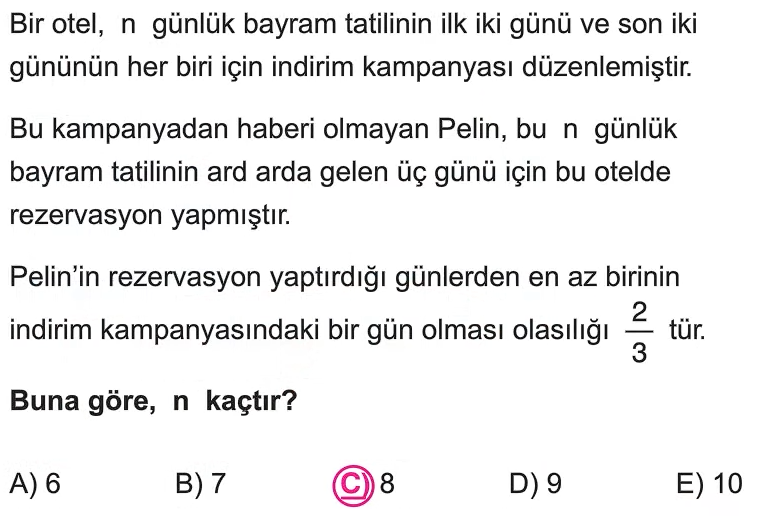 Bir otel, n günlük bayram tatilinin ilk iki günü ve son iki
gününün her biri için indirim kampanyası düzenlemiştir.
Bu kampanyadan haberi olmayan Pelin, bu n günlük
bayram tatilinin ard arda gelen üç günü için bu otelde
rezervasyon yapmıştır.
Pelin’in rezervasyon yaptırdığı günlerden en az birinin
indirim kampanyasındaki bir gün olması olasılığı 2/3 tür.
Buna göre, n kaçtır?
A) 6 B) 7 C) 8 D) 9 E) 10